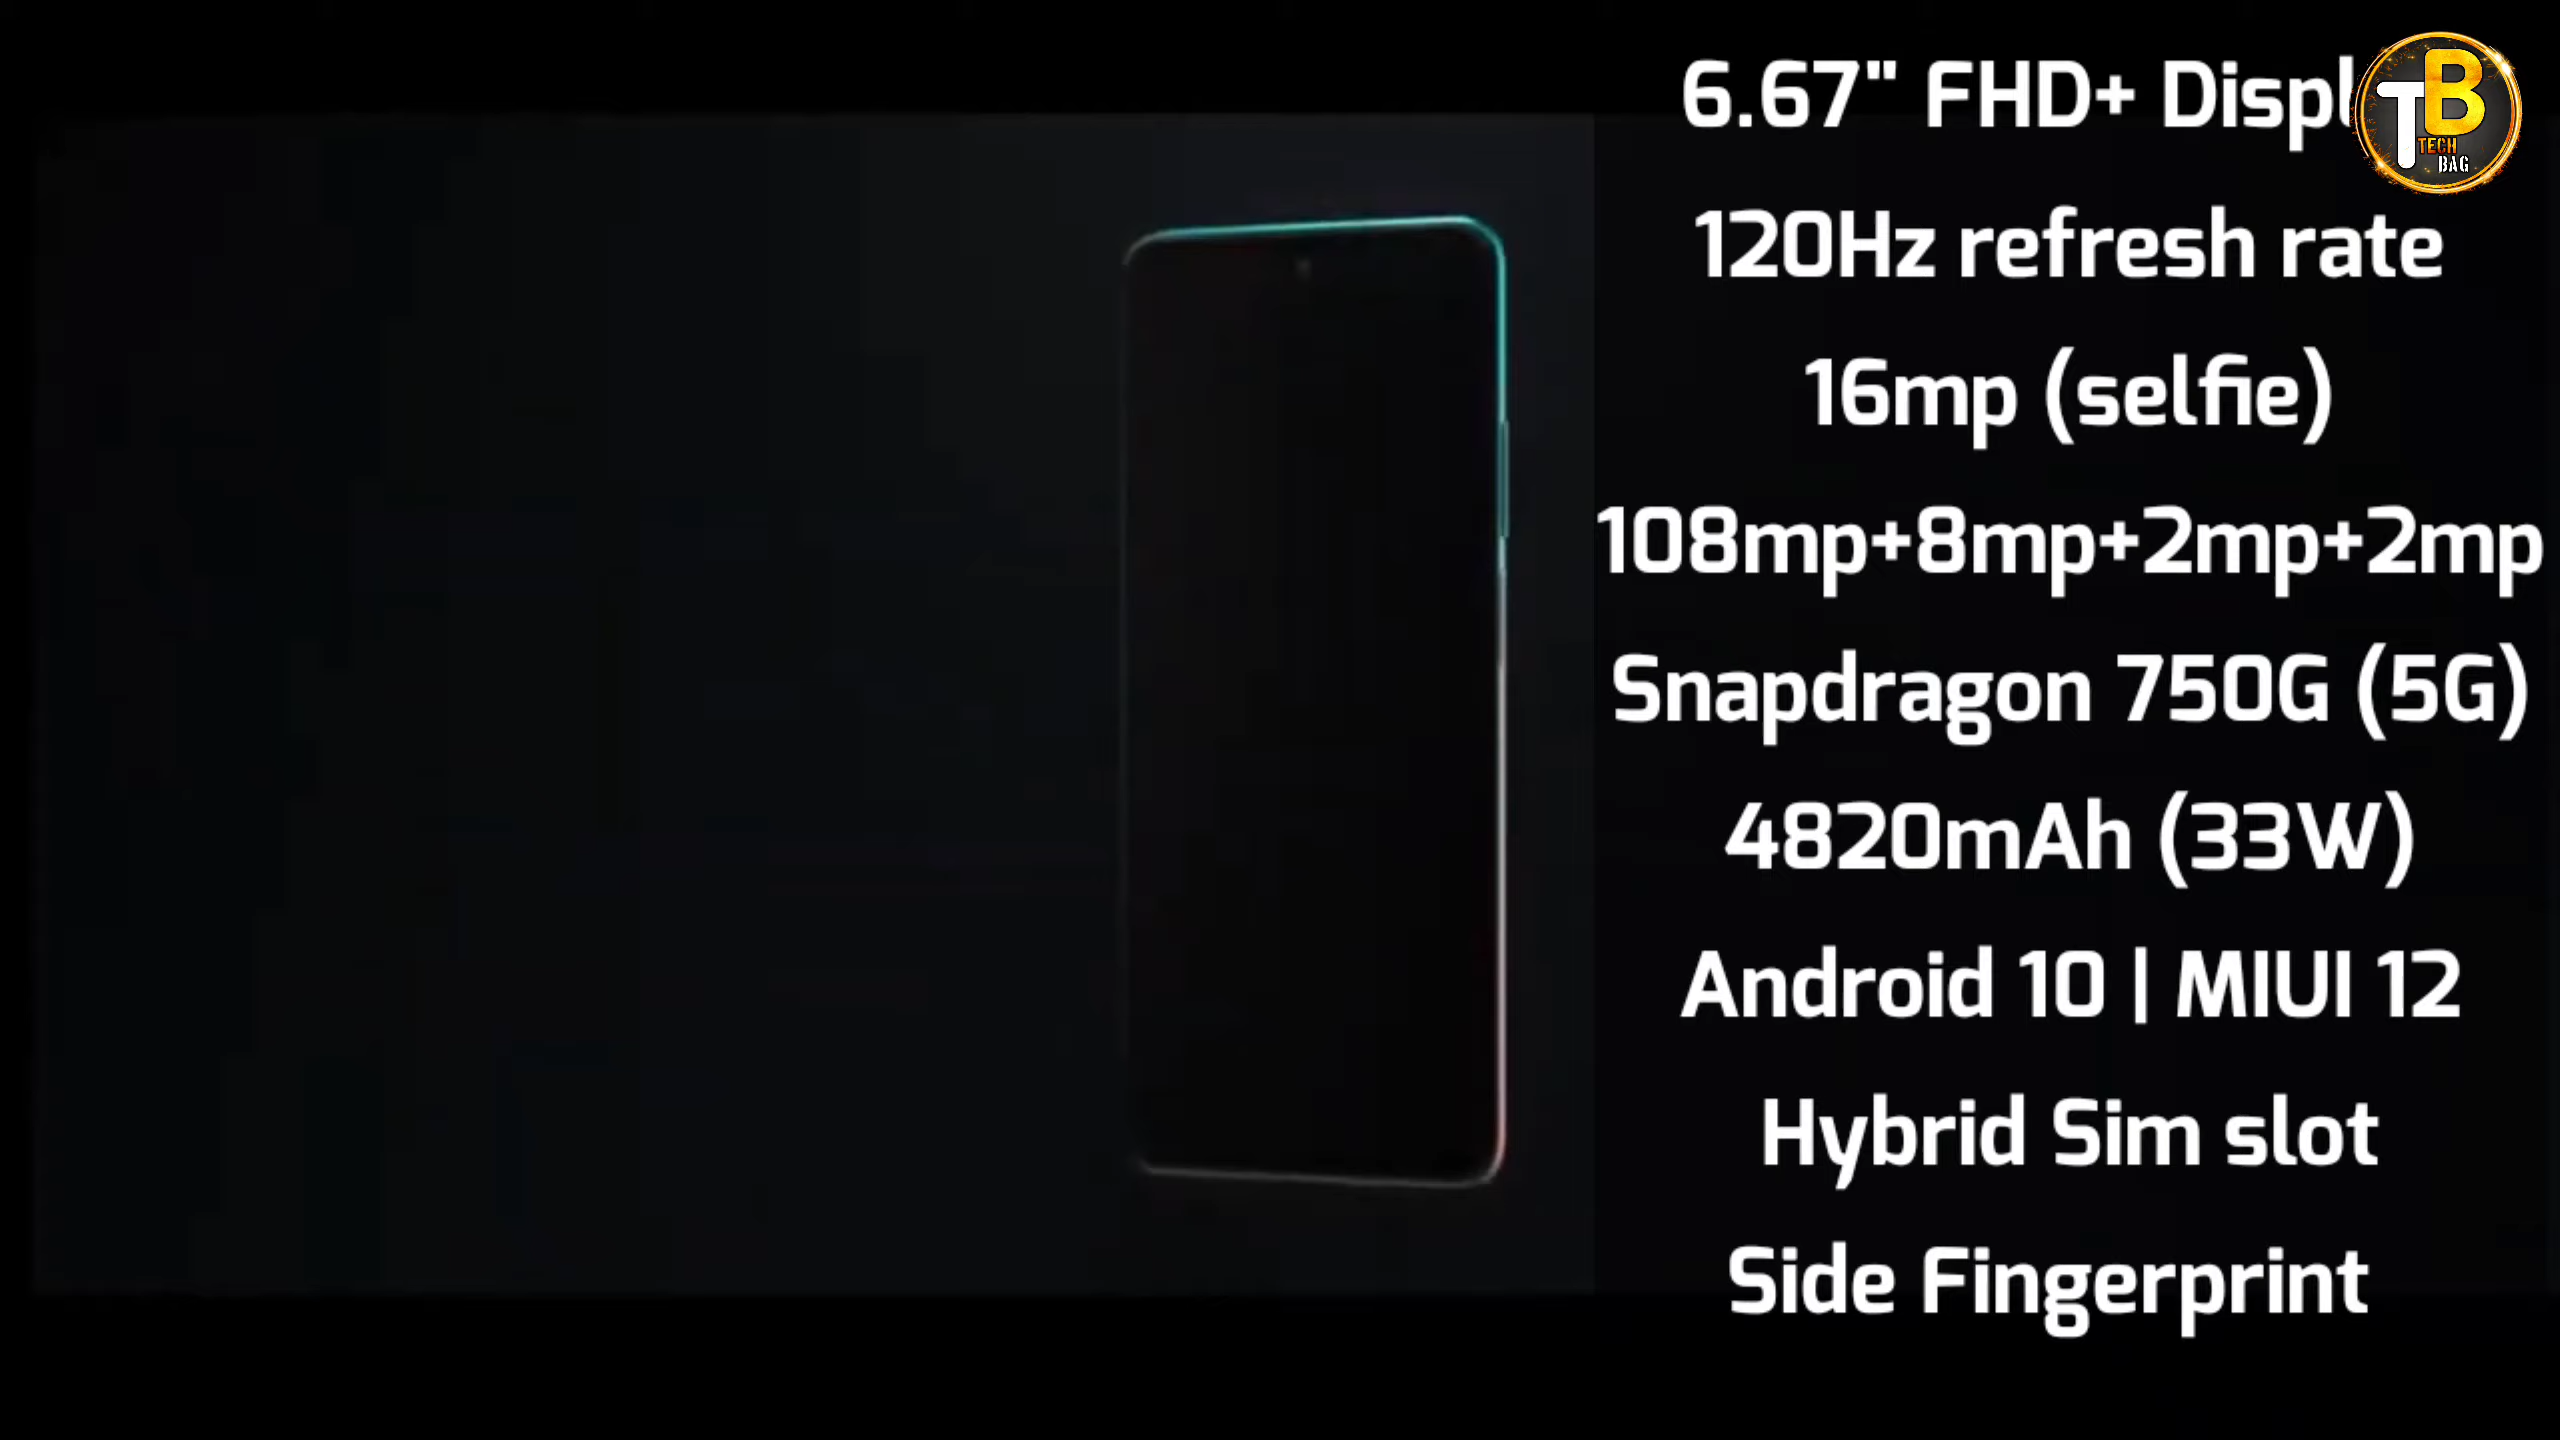 6.67" FHD+ Displ
TB
TECH
BAG
120Hz refresh rate
16mp (selfie)
108mp+8mp+2mp+2mp
Snapdragon 750G (5G)
4820mAh (33W)
Android 10 | MIUI 12
Hybrid Sim slot
Side Fingerprint